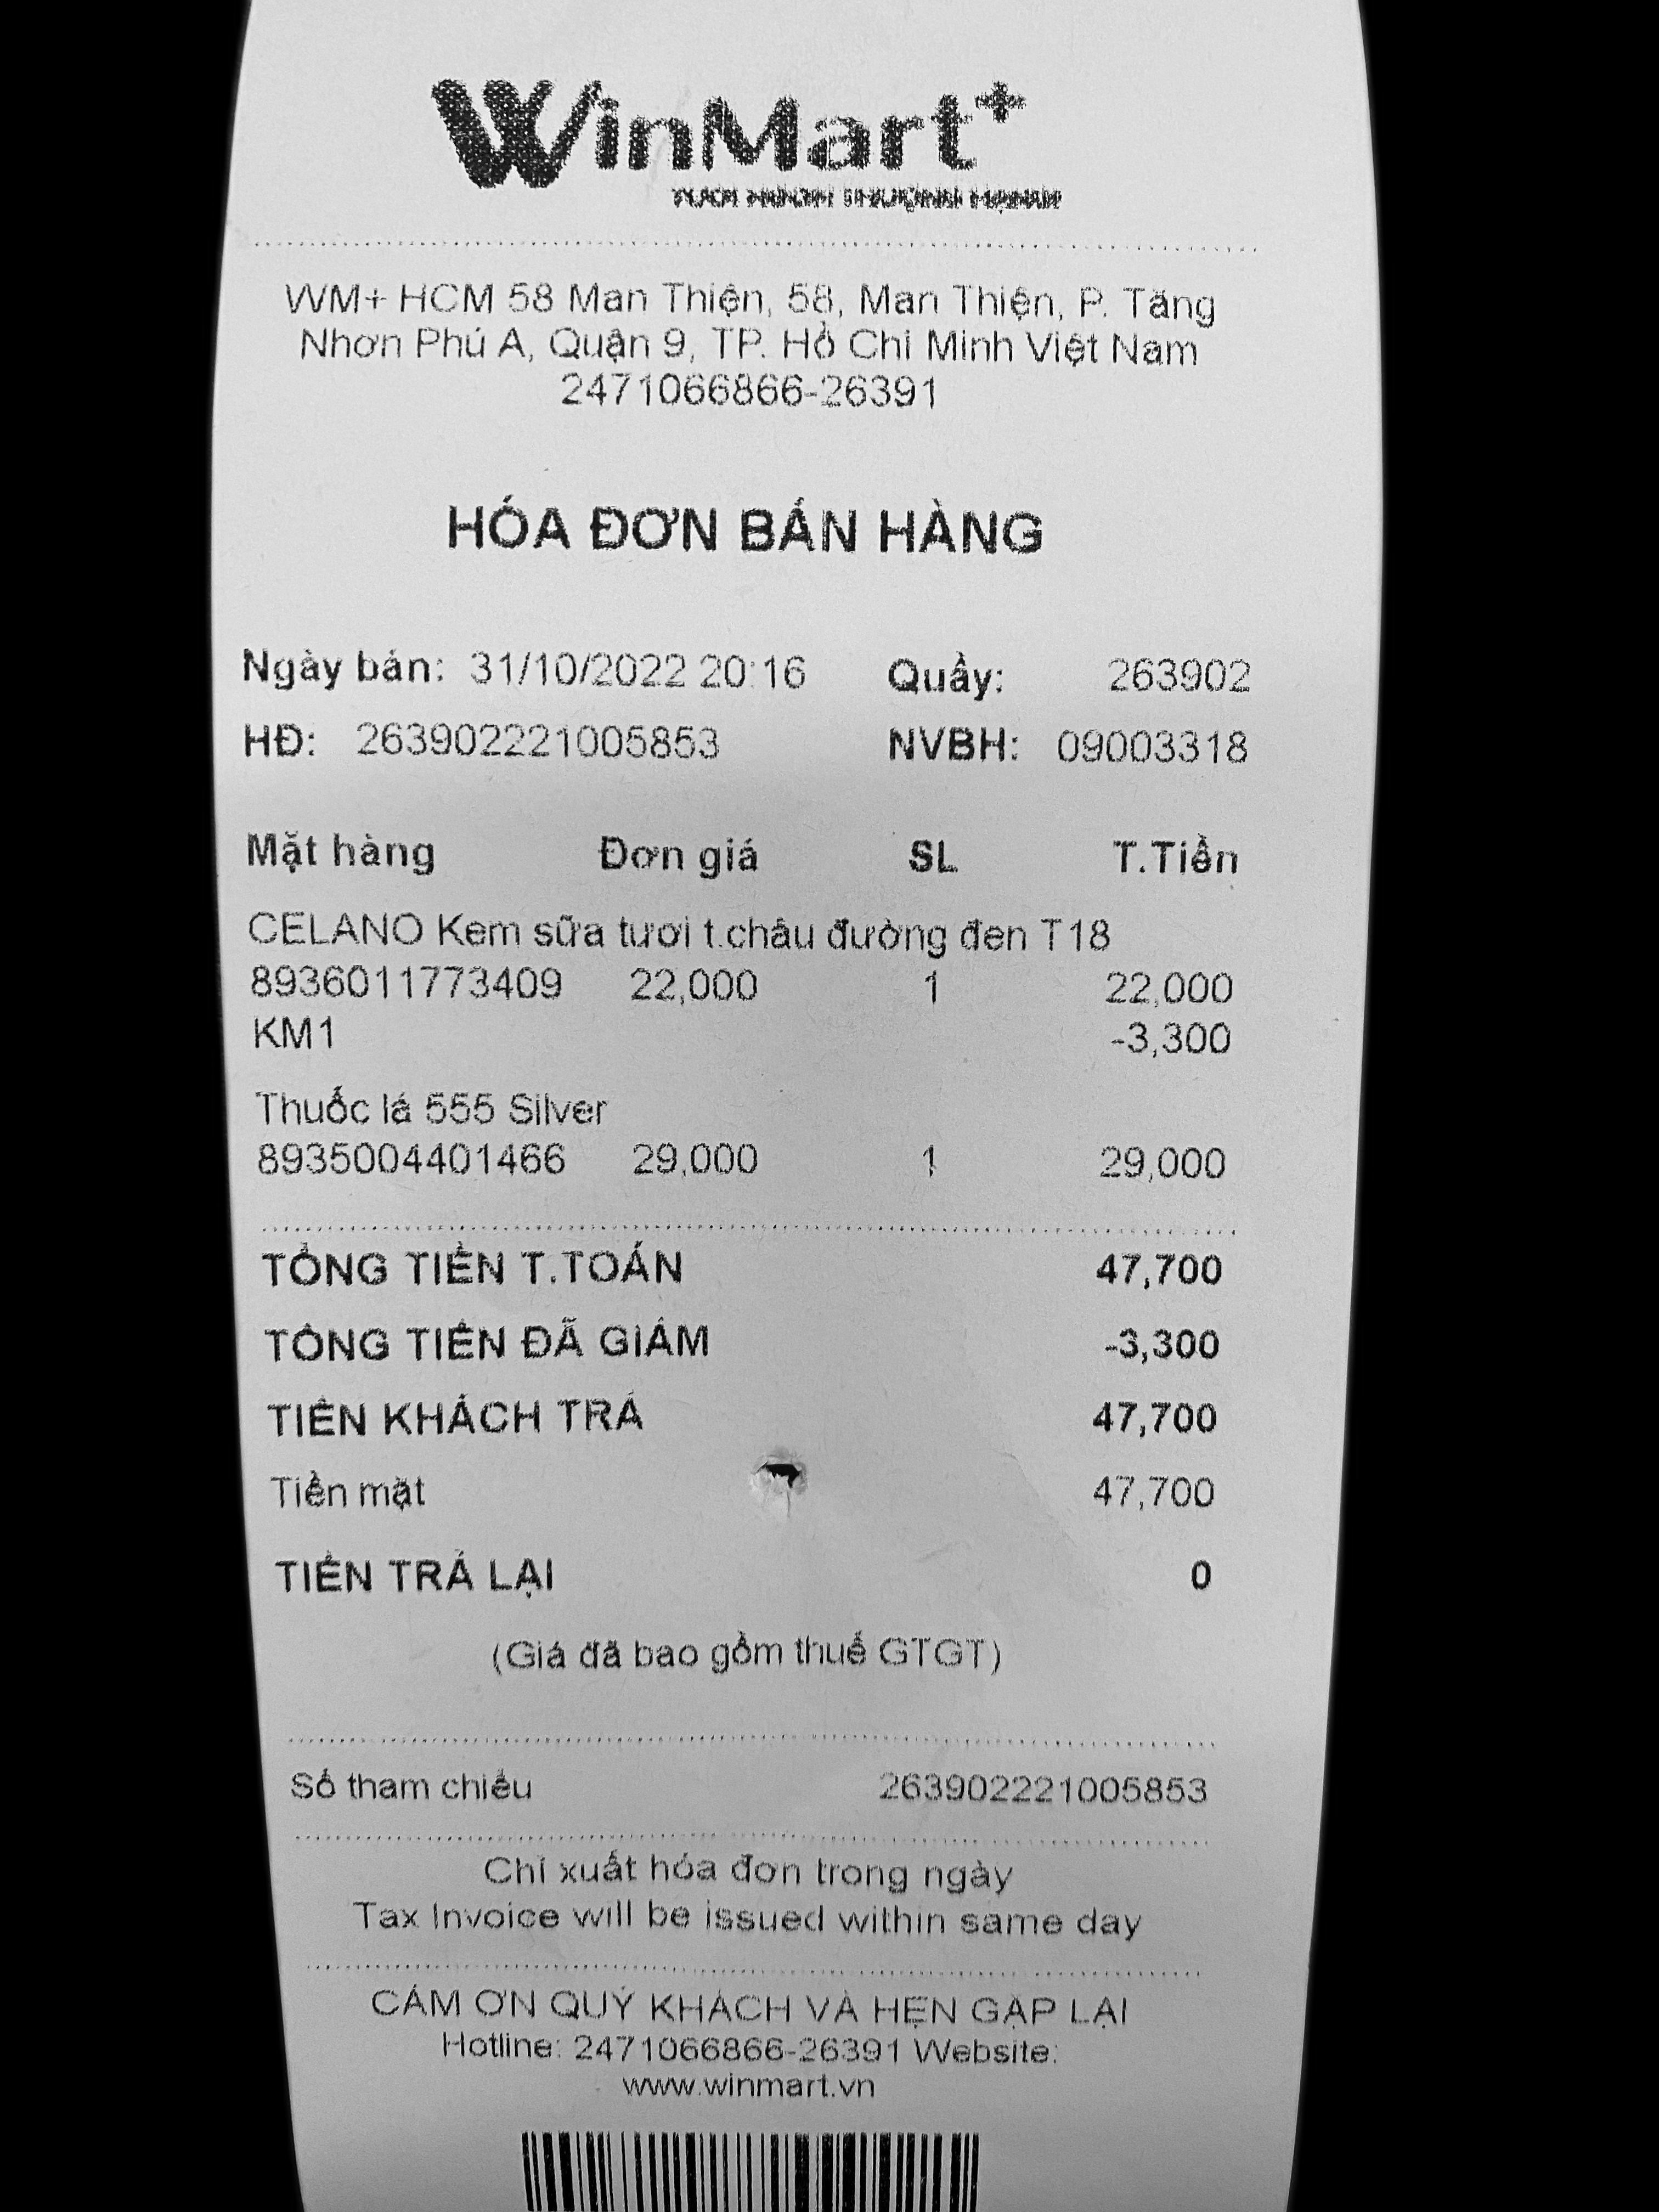 WinMart+
WM+ HCM 58 Man Thiện, 58, Man Thiện, P. Tăng
Nhơn Phú A, Quận 9, TP. Hồ Chí Minh Việt Nam
2471066866-26391
HÓA ĐƠN BÁN HÀNG
Ngày bán: 31/10/2022 20:16 Quầy: 263902
HĐ: 263902221005853 NVBH: 09003318
Mặt hàng Đơn giá SL T.Tiền
CELANO Kem sữa tươi t.châu đường đen T18
8936011773409 22,000 1 22,000
KM1 -3,300
Thuốc lá 555 Silver
8935004401466 29,000 1 29,000
TỔNG TIỀN T.TOÁN 47,700
TỔNG TIỀN ĐÃ GIẢM -3,300
TIỀN KHÁCH TRẢ 47,700
Tiền mặt 47,700
TIỀN TRẢ LẠI 0
(Giá đã bao gồm thuế GTGT)
Số tham chiếu 263902221005853
Chỉ xuất hóa đơn trong ngày
Tax Invoice will be issued within same day
CẢM ƠN QUÝ KHÁCH VÀ HẸN GẶP LẠI
Hotline: 2471066866-26391 Website:
www.winmart.vn